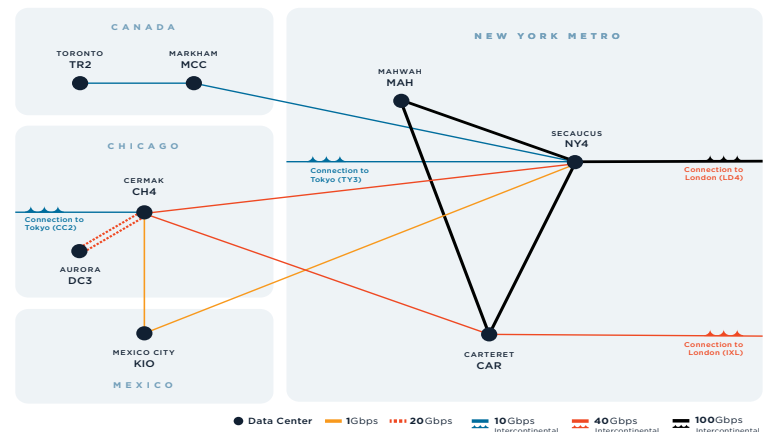 CANADA
TORONTO
TR2
MARKHAM
MCC
CHICAGO
CERMAK
CH4
Connection to
Tokyo (CC2)
AURORA
DC3
MEXICO CITY
KIO
MEXICO
NEW YORK METRO
MAHWAH
MAH
SECAUCUS
NY4
Connection to
Tokyo (TY3)
Connection to
London (LD4)
Connection to
London (IXL)
CARTERET
CAR
Data Center 1Gbps 20Gbps 10Gbps 40Gbps 100Gbps
Intercontinental Intercontinental Intercontinental